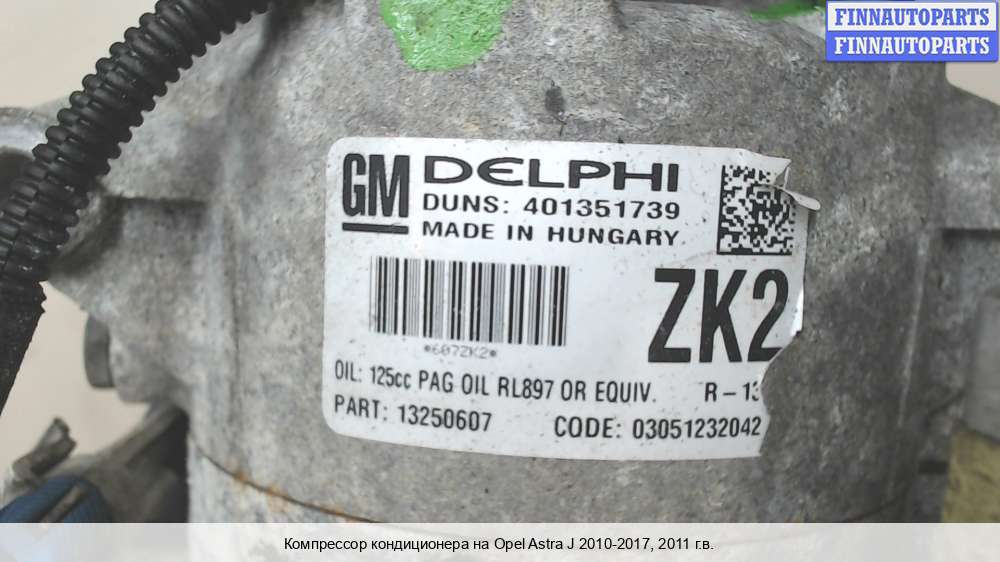 FINNAUTOPARTS
FINNAUTOPARTS
GM DELPHI
DUNS: 401351739
MADE IN HUNGARY
ZK2
*607ZK2*
OIL: 125cc PAG OIL RL897 OR EQUIV. R-13
PART: 13250607 CODE: 03051232042
Компрессор кондиционера на Opel Astra J 2010-2017, 2011 г.в.